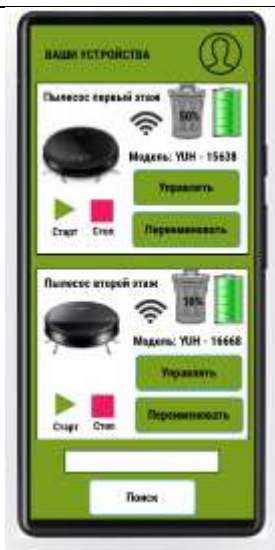 ВАШИ УСТРОЙСТВА
Пылесос первый этаж
50%
Модель: YUH - 15638
Управлять
Переименовать
Старт Стоп
Пылесос второй этаж
10%
Модель: YUH - 16668
Управлять
Переименовать
Старт Стоп
Поиск